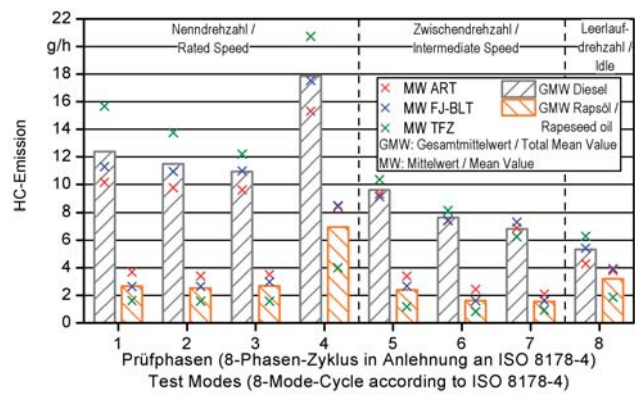 22
g/h
18
16
14
12
10
8
6
4
2
0
HC-Emission
Nenndrehzahl /
Rated Speed
Zwischendrehzahl /
Intermediate Speed
Leerlauf-
drehzahl /
Idle
MW ART
MW FJ-BLT
MW TFZ
GMW Diesel
GMW Rapsöl /
Rapeseed oil
GMW: Gesamtmittelwert / Total Mean Value
MW: Mittelwert / Mean Value
1 2 3 4 5 6 7 8
Prüfphasen (8-Phasen-Zyklus in Anlehnung an ISO 8178-4)
Test Modes (8-Mode-Cycle according to ISO 8178-4)